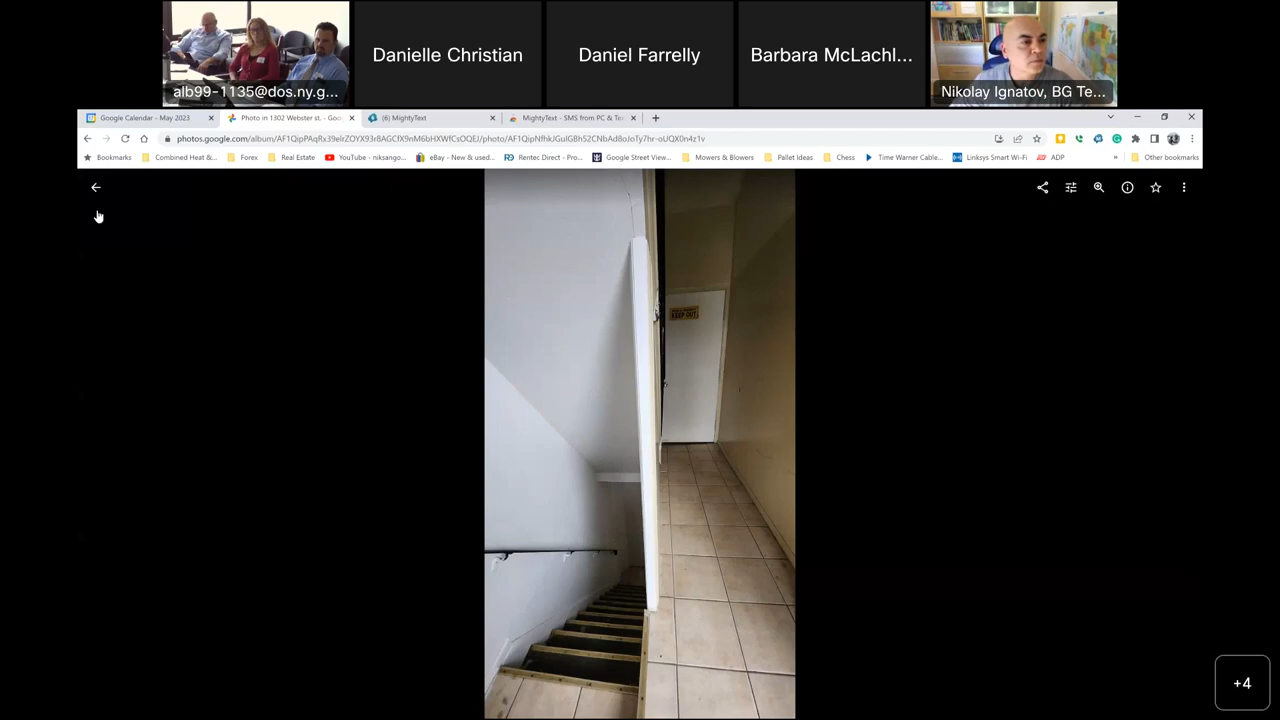 Danielle Christian
Daniel Farrelly
Barbara McLachl...
alb99-1135@dos.ny.g...
Nikolay Ignatov, BG Te...
Google Calendar - May 2023
Photo in 1302 Webster st. - Goo
(6) MightyText
MightyText - SMS from PC & Te
Bookmarks
Combined Heat &...
Forex
Real Estate
YouTube - niksango...
eBay - New & used...
Rentec Direct - Pro...
Google Street View...
Mowers & Blowers
Pallet Ideas
Chess
Time Warner Cable...
Linksys Smart Wi-Fi
ADP
»
Other bookmarks
KEEP OUT
+4